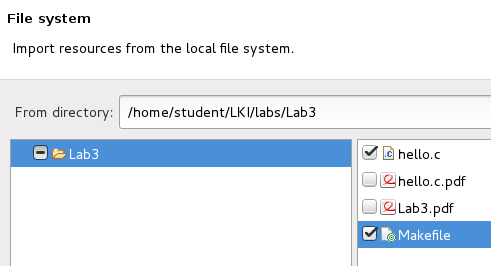 File system
Import resources from the local file system.
From directory: /home/student/LKI/labs/Lab3
Lab3
hello.c
hello.c.pdf
Lab3.pdf
Makefile